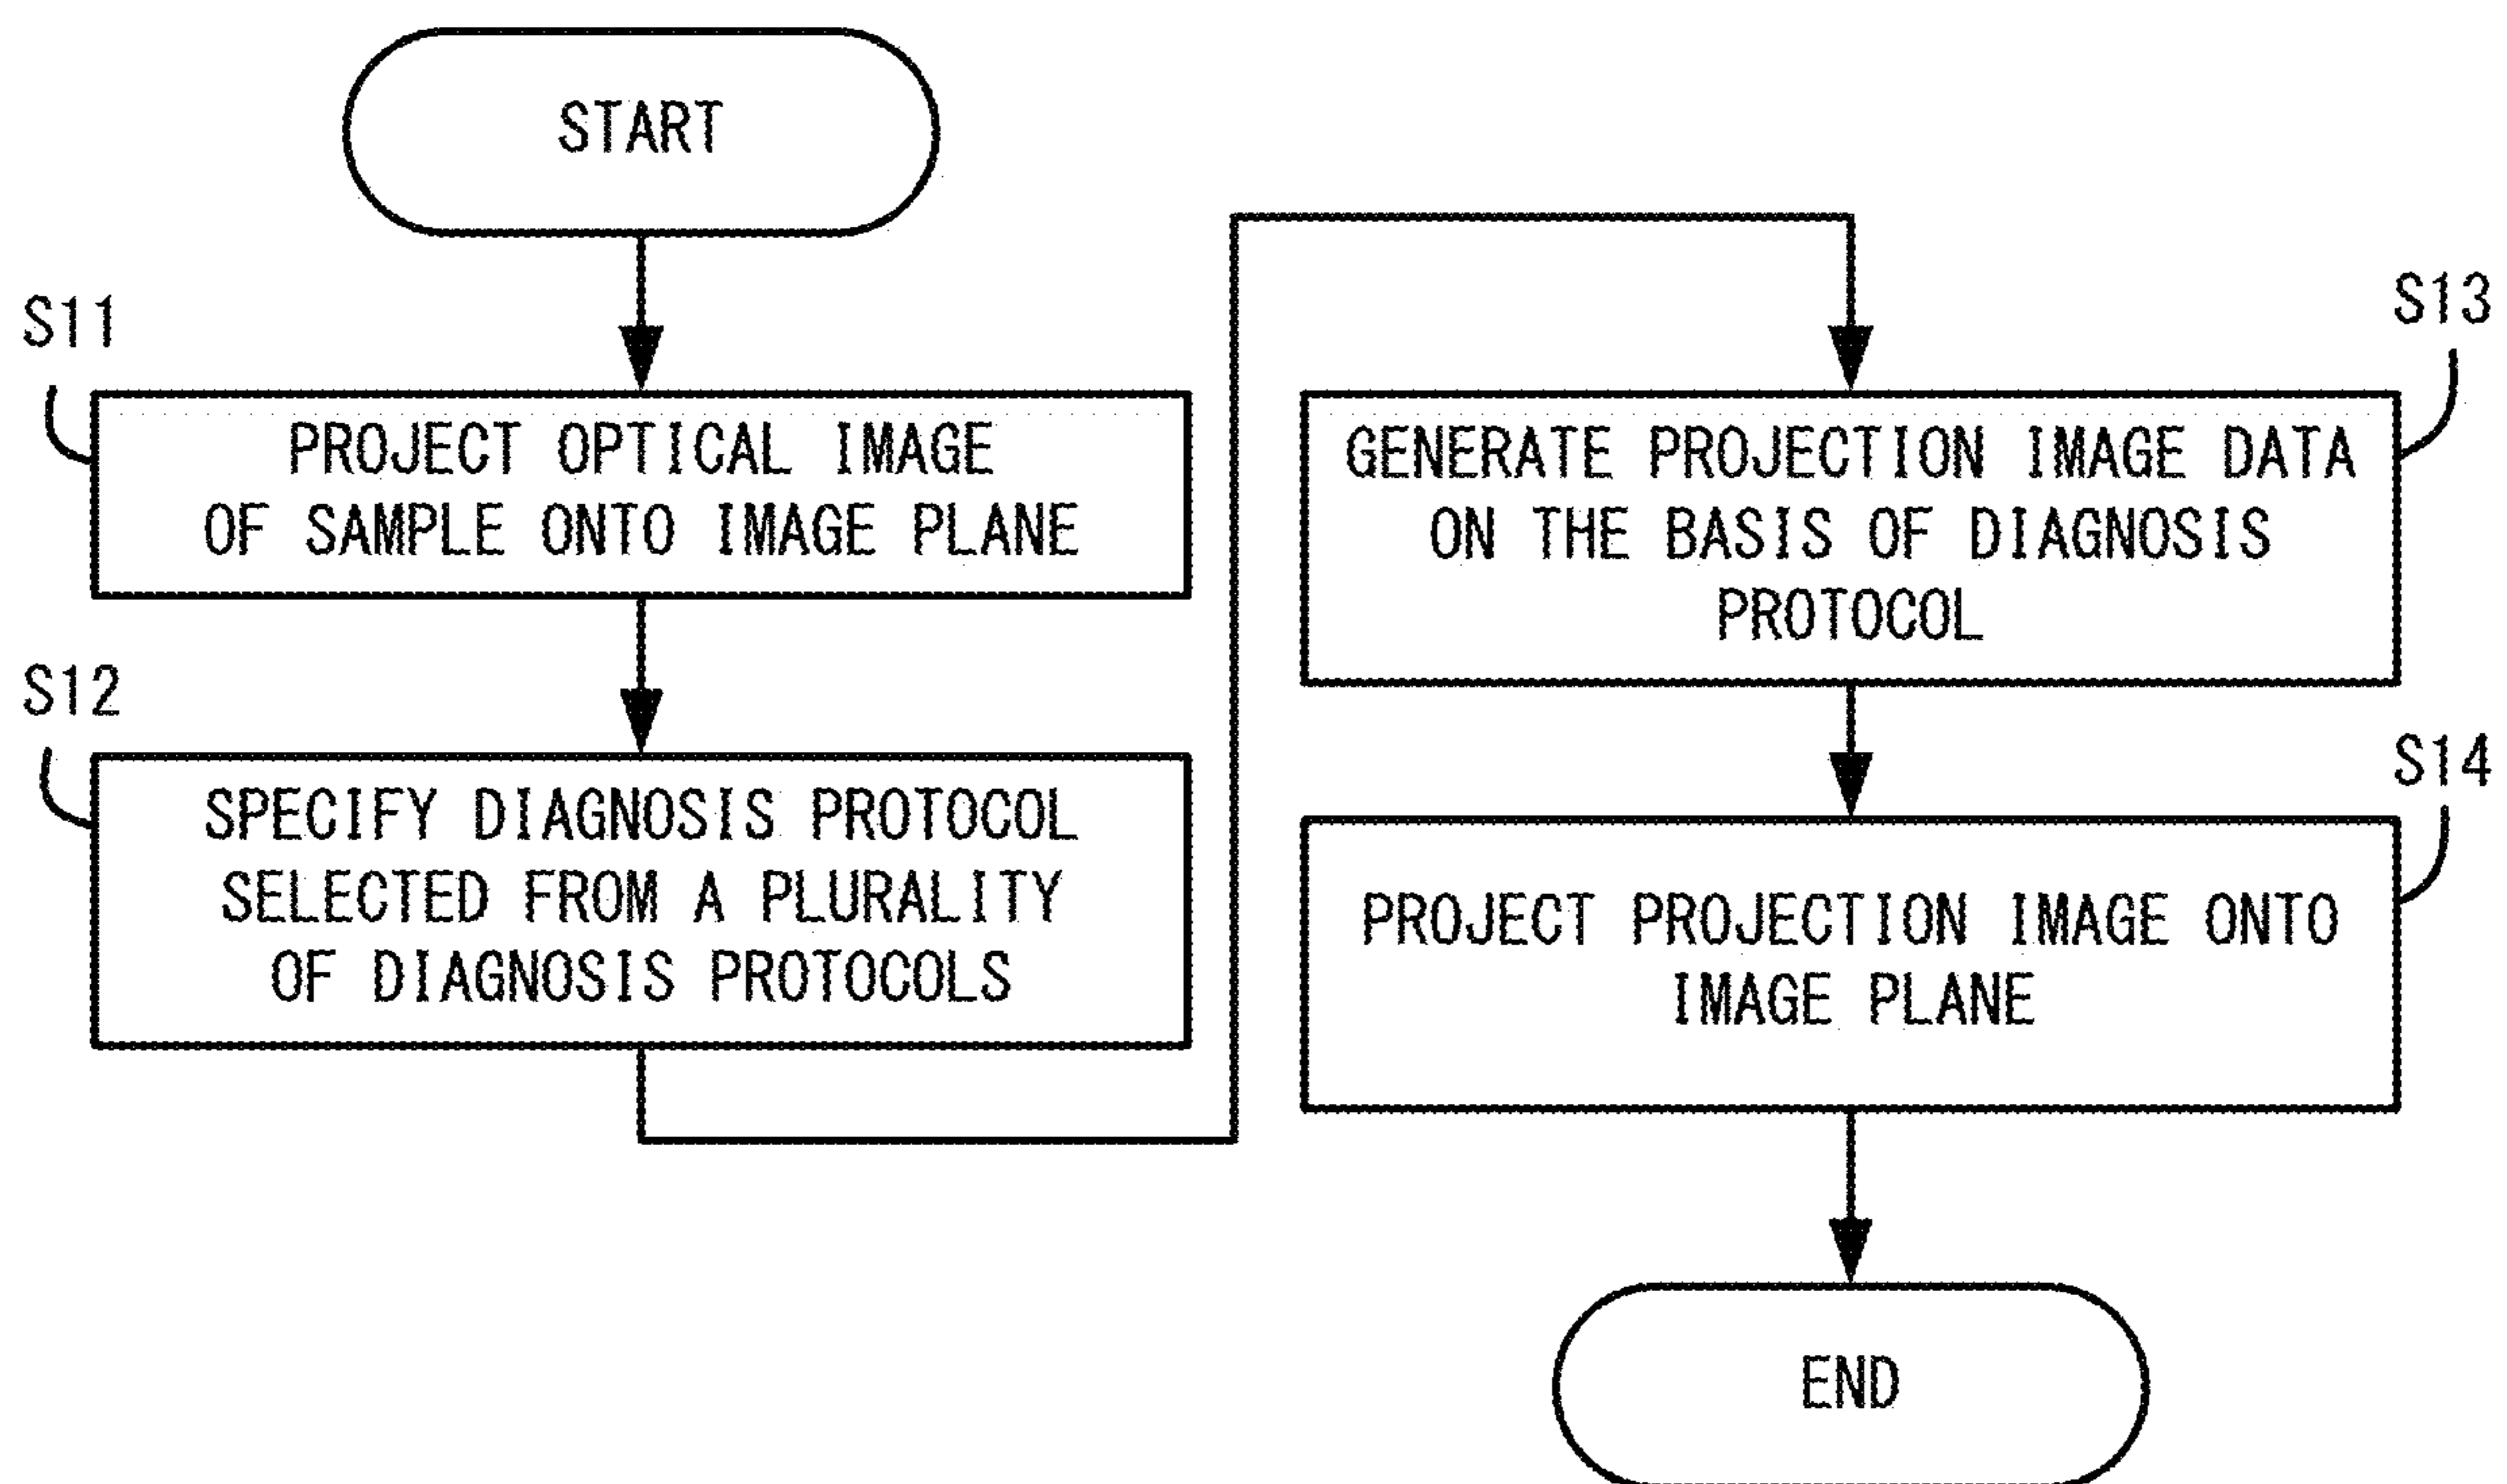 START
S11
PROJECT OPTICAL IMAGE
OF SAMPLE ONTO IMAGE PLANE
S12
SPECIFY DIAGNOSIS PROTOCOL
SELECTED FROM A PLURALITY
OF DIAGNOSIS PROTOCOLS
S13
GENERATE PROJECTION IMAGE DATA
ON THE BASIS OF DIAGNOSIS
PROTOCOL
S14
PROJECT PROJECTION IMAGE ONTO
IMAGE PLANE
END